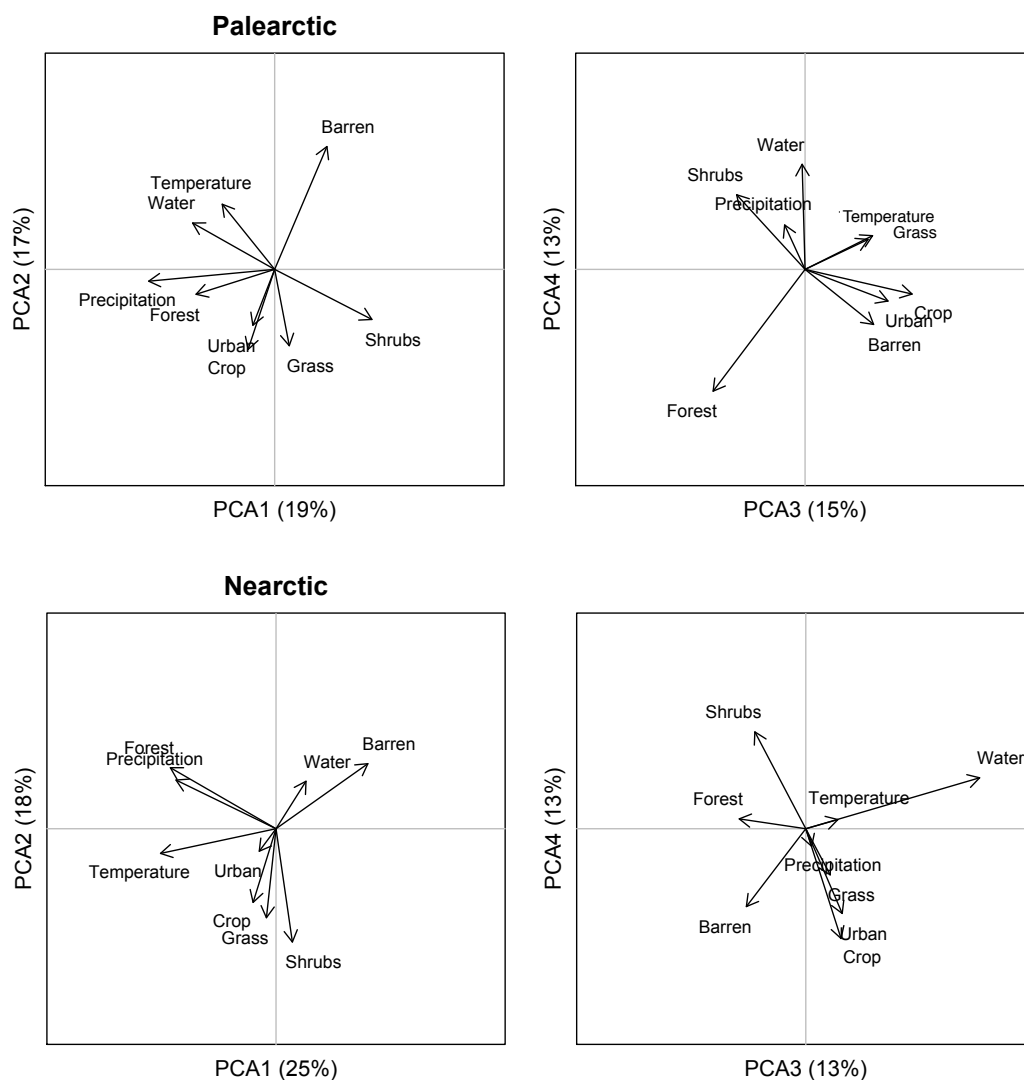 Palearctic
Barren
Temperature
Water
Precipitation
Forest
Urban
Crop
Grass
Shrubs
PCA2 (17%)
PCA1 (19%)
Water
Shrubs
Precipitation
Temperature
Grass
Crop
Urban
Barren
Forest
PCA4 (13%)
PCA3 (15%)
Nearctic
Forest
Precipitation
Water
Barren
Temperature
Urban
Crop
Grass
Shrubs
PCA2 (18%)
PCA1 (25%)
Shrubs
Water
Forest
Temperature
Precipitation
Grass
Barren
Urban
Crop
PCA4 (13%)
PCA3 (13%)